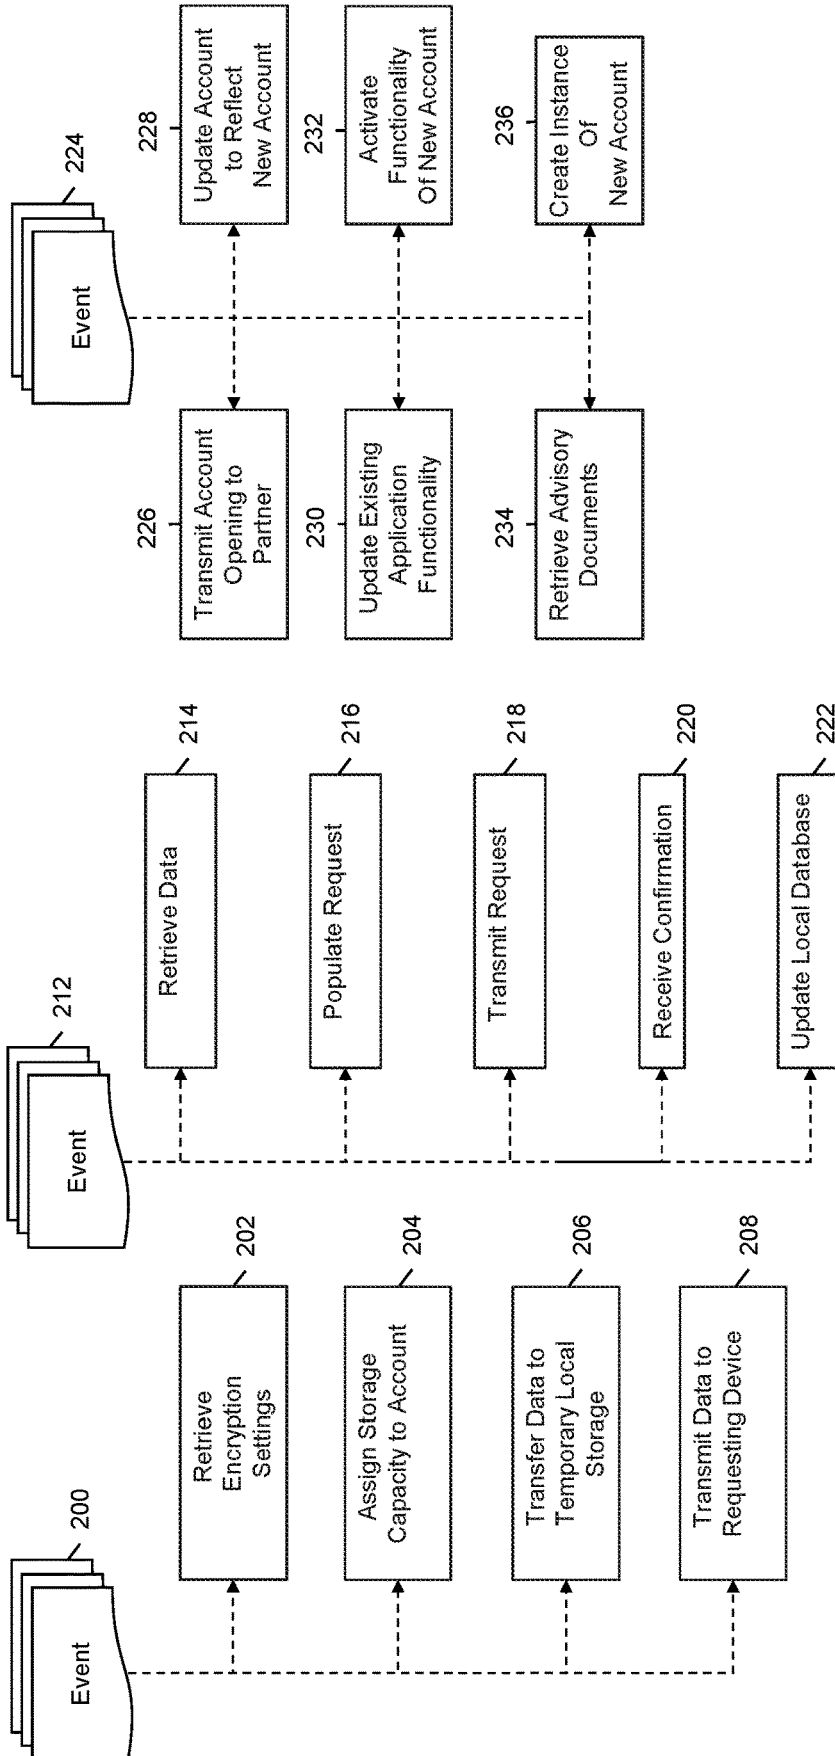 200
Event
202
Retrieve
Encryption
Settings
204
Assign Storage
Capacity to Account
206
Transfer Data to
Temporary Local
Storage
208
Transmit Data to
Requesting Device
212
Event
214
Retrieve Data
216
Populate Request
218
Transmit Request
220
Receive Confirmation
222
Update Local Database
224
Event
226
Transmit Account
Opening to
Partner
228
Update Account
to Reflect
New Account
230
Update Existing
Application
Functionality
232
Activate
Functionality
Of New Account
234
Retrieve Advisory
Documents
236
Create Instance
Of
New Account